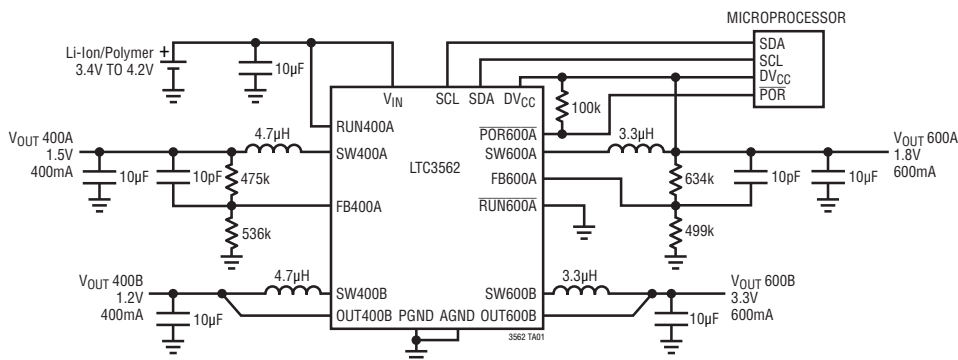 MICROPROCESSOR
SDA
SCL
DVCC
POR
Li-Ion/Polymer +
3.4V TO 4.2V
10µF
VIN
SCL
SDA
DVCC
100k
RUN400A
POR600A
VOUT 400A
1.5V
400mA
4.7µH
SW400A
LTC3562
SW600A
3.3µH
VOUT 600A
1.8V
600mA
10µF
10pF
475k
FB600A
634k
10pF
10µF
FB400A
RUN600A
536k
499k
VOUT 400B
1.2V
400mA
4.7µH
SW400B
SW600B
3.3µH
VOUT 600B
3.3V
600mA
10µF
OUT400B
PGND
AGND
OUT600B
10µF
3562 TA01